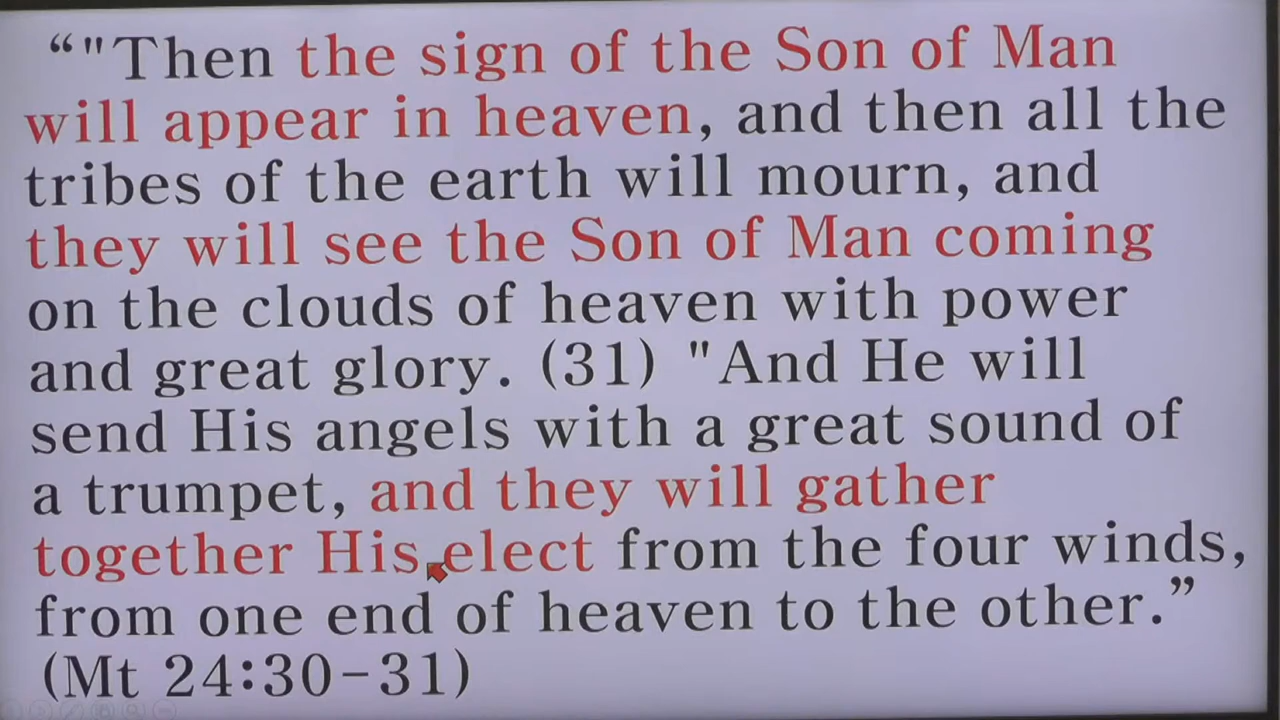 “"Then the sign of the Son of Man
will appear in heaven, and then all the
tribes of the earth will mourn, and
they will see the Son of Man coming
on the clouds of heaven with power
and great glory. (31) "And He will
send His angels with a great sound of
a trumpet, and they will gather
together His elect from the four winds,
from one end of heaven to the other.”
(Mt 24:30-31)